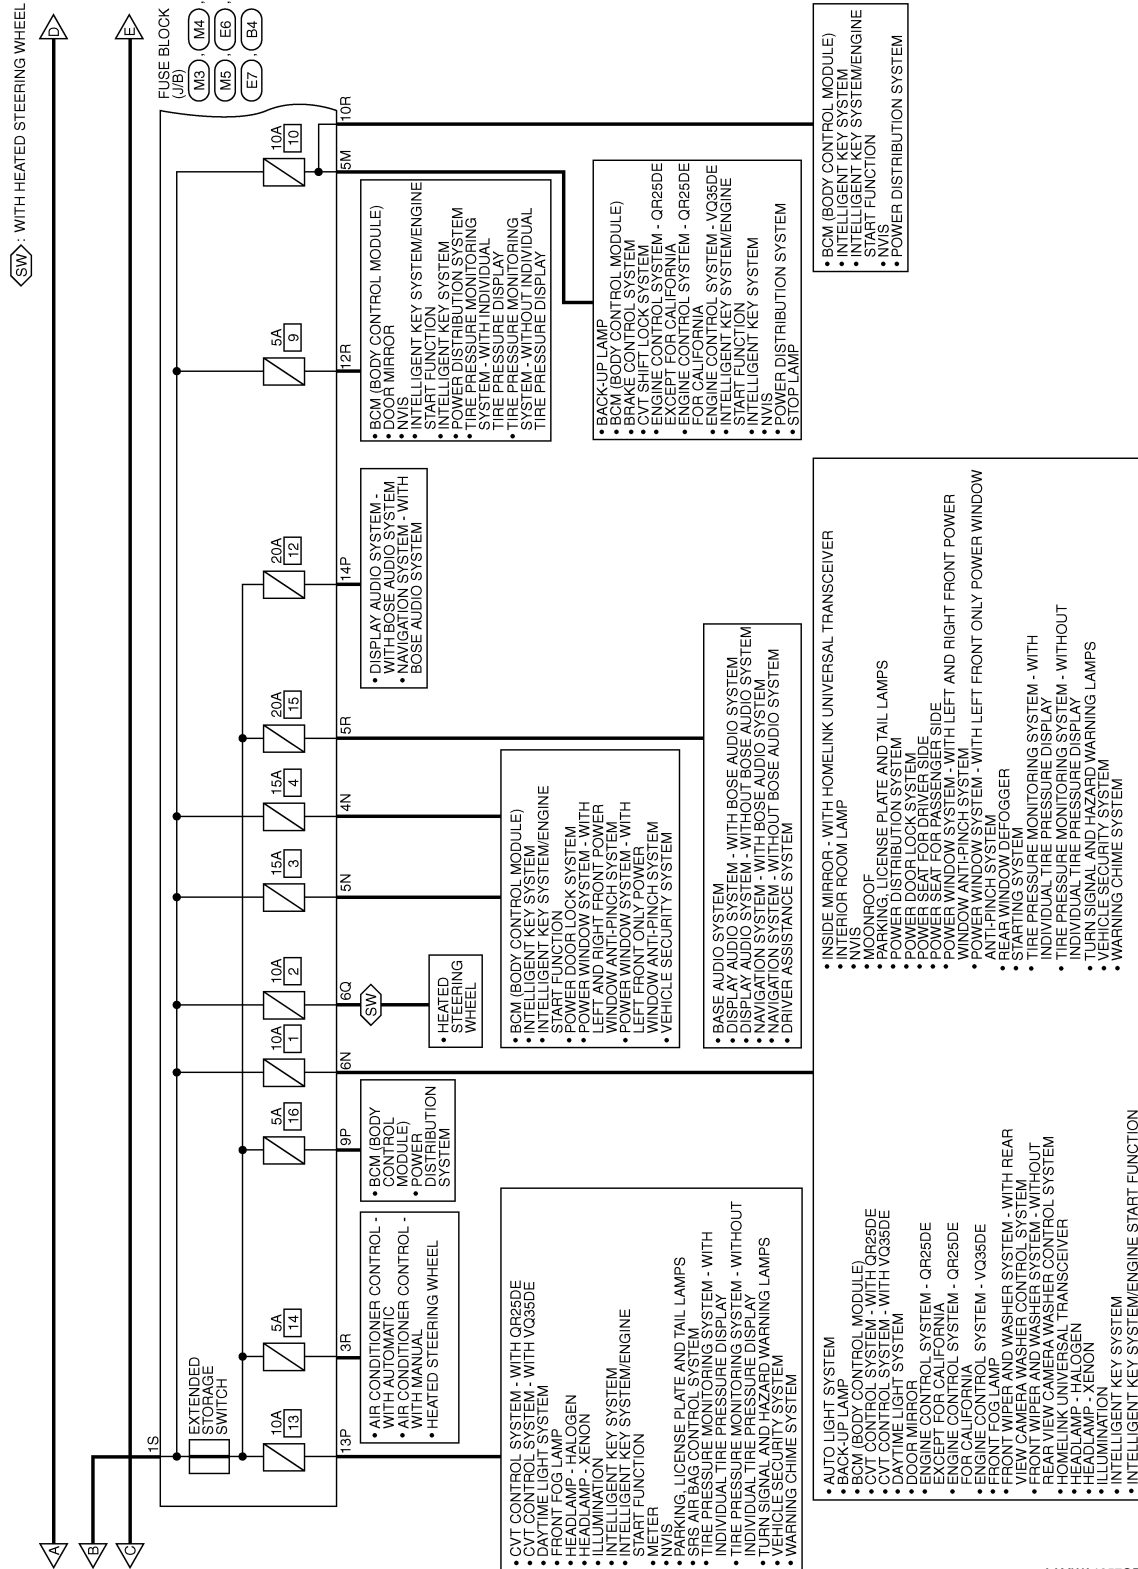 SW : WITH HEATED STEERING WHEEL
A
D
B
C
E
FUSE BLOCK
(J/B)
M3 , M4 ,
M5 , E6 ,
E7 , B4
1S
EXTENDED
STORAGE
SWITCH
10A
13
5A
14
5A
16
10A
1
10A
2
15A
3
15A
4
20A
15
20A
12
5A
9
10A
10
13P
3R
9P
6N
6Q
5N
4N
5R
14P
12R
5M
10R
• AIR CONDITIONER CONTROL -
WITH AUTOMATIC
• AIR CONDITIONER CONTROL -
WITH MANUAL
• HEATED STEERING WHEEL
• BCM (BODY
CONTROL
MODULE)
• POWER
DISTRIBUTION
SYSTEM
SW
• HEATED
STEERING
WHEEL
• DISPLAY AUDIO SYSTEM -
WITH BOSE AUDIO SYSTEM
• NAVIGATION SYSTEM - WITH
BOSE AUDIO SYSTEM
• BCM (BODY CONTROL MODULE)
• DOOR MIRROR
• NVIS
• INTELLIGENT KEY SYSTEM/ENGINE
START FUNCTION
• INTELLIGENT KEY SYSTEM
• POWER DISTRIBUTION SYSTEM
• TIRE PRESSURE MONITORING
SYSTEM - WITH INDIVIDUAL
TIRE PRESSURE DISPLAY
• TIRE PRESSURE MONITORING
SYSTEM - WITHOUT INDIVIDUAL
TIRE PRESSURE DISPLAY
• CVT CONTROL SYSTEM - WITH QR25DE
• CVT CONTROL SYSTEM - WITH VQ35DE
• DAYTIME LIGHT SYSTEM
• FRONT FOG LAMP
• HEADLAMP - HALOGEN
• HEADLAMP - XENON
• ILLUMINATION
• INTELLIGENT KEY SYSTEM
• INTELLIGENT KEY SYSTEM/ENGINE
START FUNCTION
• METER
• NVIS
• PARKING, LICENSE PLATE AND TAIL LAMPS
• SRS AIR BAG CONTROL SYSTEM
• TIRE PRESSURE MONITORING SYSTEM - WITH
INDIVIDUAL TIRE PRESSURE DISPLAY
• TIRE PRESSURE MONITORING SYSTEM - WITHOUT
INDIVIDUAL TIRE PRESSURE DISPLAY
• TURN SIGNAL AND HAZARD WARNING LAMPS
• VEHICLE SECURITY SYSTEM
• WARNING CHIME SYSTEM
• BCM (BODY CONTROL MODULE)
• INTELLIGENT KEY SYSTEM
• INTELLIGENT KEY SYSTEM/ENGINE
START FUNCTION
• POWER DOOR LOCK SYSTEM
• POWER WINDOW SYSTEM - WITH
LEFT AND RIGHT FRONT POWER
WINDOW ANTI-PINCH SYSTEM
• POWER WINDOW SYSTEM - WITH
LEFT FRONT ONLY POWER
WINDOW ANTI-PINCH SYSTEM
• VEHICLE SECURITY SYSTEM
• BACK-UP LAMP
• BCM (BODY CONTROL MODULE)
• BRAKE CONTROL SYSTEM
• CVT SHIFT LOCK SYSTEM
• ENGINE CONTROL SYSTEM - QR25DE
EXCEPT FOR CALIFORNIA
• ENGINE CONTROL SYSTEM - QR25DE
FOR CALIFORNIA
• ENGINE CONTROL SYSTEM - VQ35DE
• INTELLIGENT KEY SYSTEM/ENGINE
START FUNCTION
• INTELLIGENT KEY SYSTEM
• NVIS
• POWER DISTRIBUTION SYSTEM
• STOP LAMP
• BASE AUDIO SYSTEM
• DISPLAY AUDIO SYSTEM - WITH BOSE AUDIO SYSTEM
• DISPLAY AUDIO SYSTEM - WITHOUT BOSE AUDIO SYSTEM
• NAVIGATION SYSTEM - WITH BOSE AUDIO SYSTEM
• NAVIGATION SYSTEM - WITHOUT BOSE AUDIO SYSTEM
• DRIVER ASSISTANCE SYSTEM
• BCM (BODY CONTROL MODULE)
• INTELLIGENT KEY SYSTEM
• INTELLIGENT KEY SYSTEM/ENGINE
START FUNCTION
• NVIS
• POWER DISTRIBUTION SYSTEM
• AUTO LIGHT SYSTEM
• BACK-UP LAMP
• BCM (BODY CONTROL MODULE)
• CVT CONTROL SYSTEM - WITH QR25DE
• CVT CONTROL SYSTEM - WITH VQ35DE
• DAYTIME LIGHT SYSTEM
• DOOR MIRROR
• ENGINE CONTROL SYSTEM - QR25DE
EXCEPT FOR CALIFORNIA
• ENGINE CONTROL SYSTEM - QR25DE
FOR CALIFORNIA
• ENGINE CONTROL SYSTEM - VQ35DE
• FRONT FOG LAMP
• FRONT WIPER AND WASHER SYSTEM - WITH REAR
VIEW CAMERA WASHER CONTROL SYSTEM
• FRONT WIPER AND WASHER SYSTEM - WITHOUT
REAR VIEW CAMERA WASHER CONTROL SYSTEM
• HOMELINK UNIVERSAL TRANSCEIVER
• HEADLAMP - HALOGEN
• HEADLAMP - XENON
• ILLUMINATION
• INTELLIGENT KEY SYSTEM
• INTELLIGENT KEY SYSTEM/ENGINE START FUNCTION
• INSIDE MIRROR - WITH HOMELINK UNIVERSAL TRANSCEIVER
• INTERIOR ROOM LAMP
• NVIS
• MOONROOF
• PARKING, LICENSE PLATE AND TAIL LAMPS
• POWER DISTRIBUTION SYSTEM
• POWER DOOR LOCK SYSTEM
• POWER SEAT FOR DRIVER SIDE
• POWER SEAT FOR PASSENGER SIDE
• POWER WINDOW SYSTEM - WITH LEFT AND RIGHT FRONT POWER
WINDOW ANTI-PINCH SYSTEM
• POWER WINDOW SYSTEM - WITH LEFT FRONT ONLY POWER WINDOW
ANTI-PINCH SYSTEM
• REAR WINDOW DEFOGGER
• STARTING SYSTEM
• TIRE PRESSURE MONITORING SYSTEM - WITH
INDIVIDUAL TIRE PRESSURE DISPLAY
• TIRE PRESSURE MONITORING SYSTEM - WITHOUT
INDIVIDUAL TIRE PRESSURE DISPLAY
• TURN SIGNAL AND HAZARD WARNING LAMPS
• VEHICLE SECURITY SYSTEM
• WARNING CHIME SYSTEM